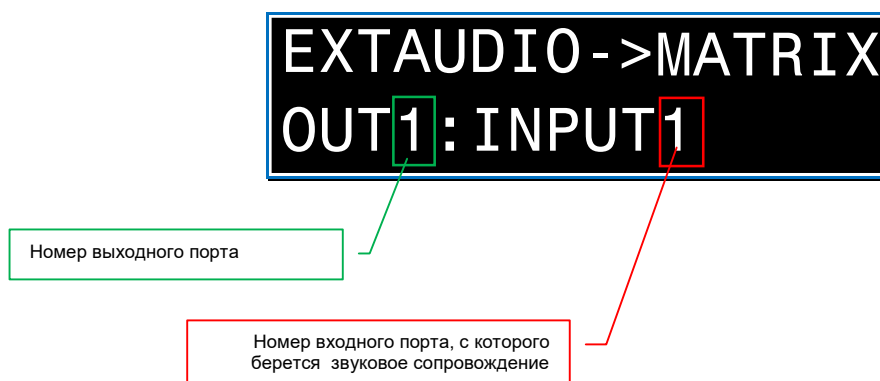 EXTAUDIO->MATRIX
OUT1:INPUT1
Номер выходного порта
Номер входного порта, с которого
берется звуковое сопровождение